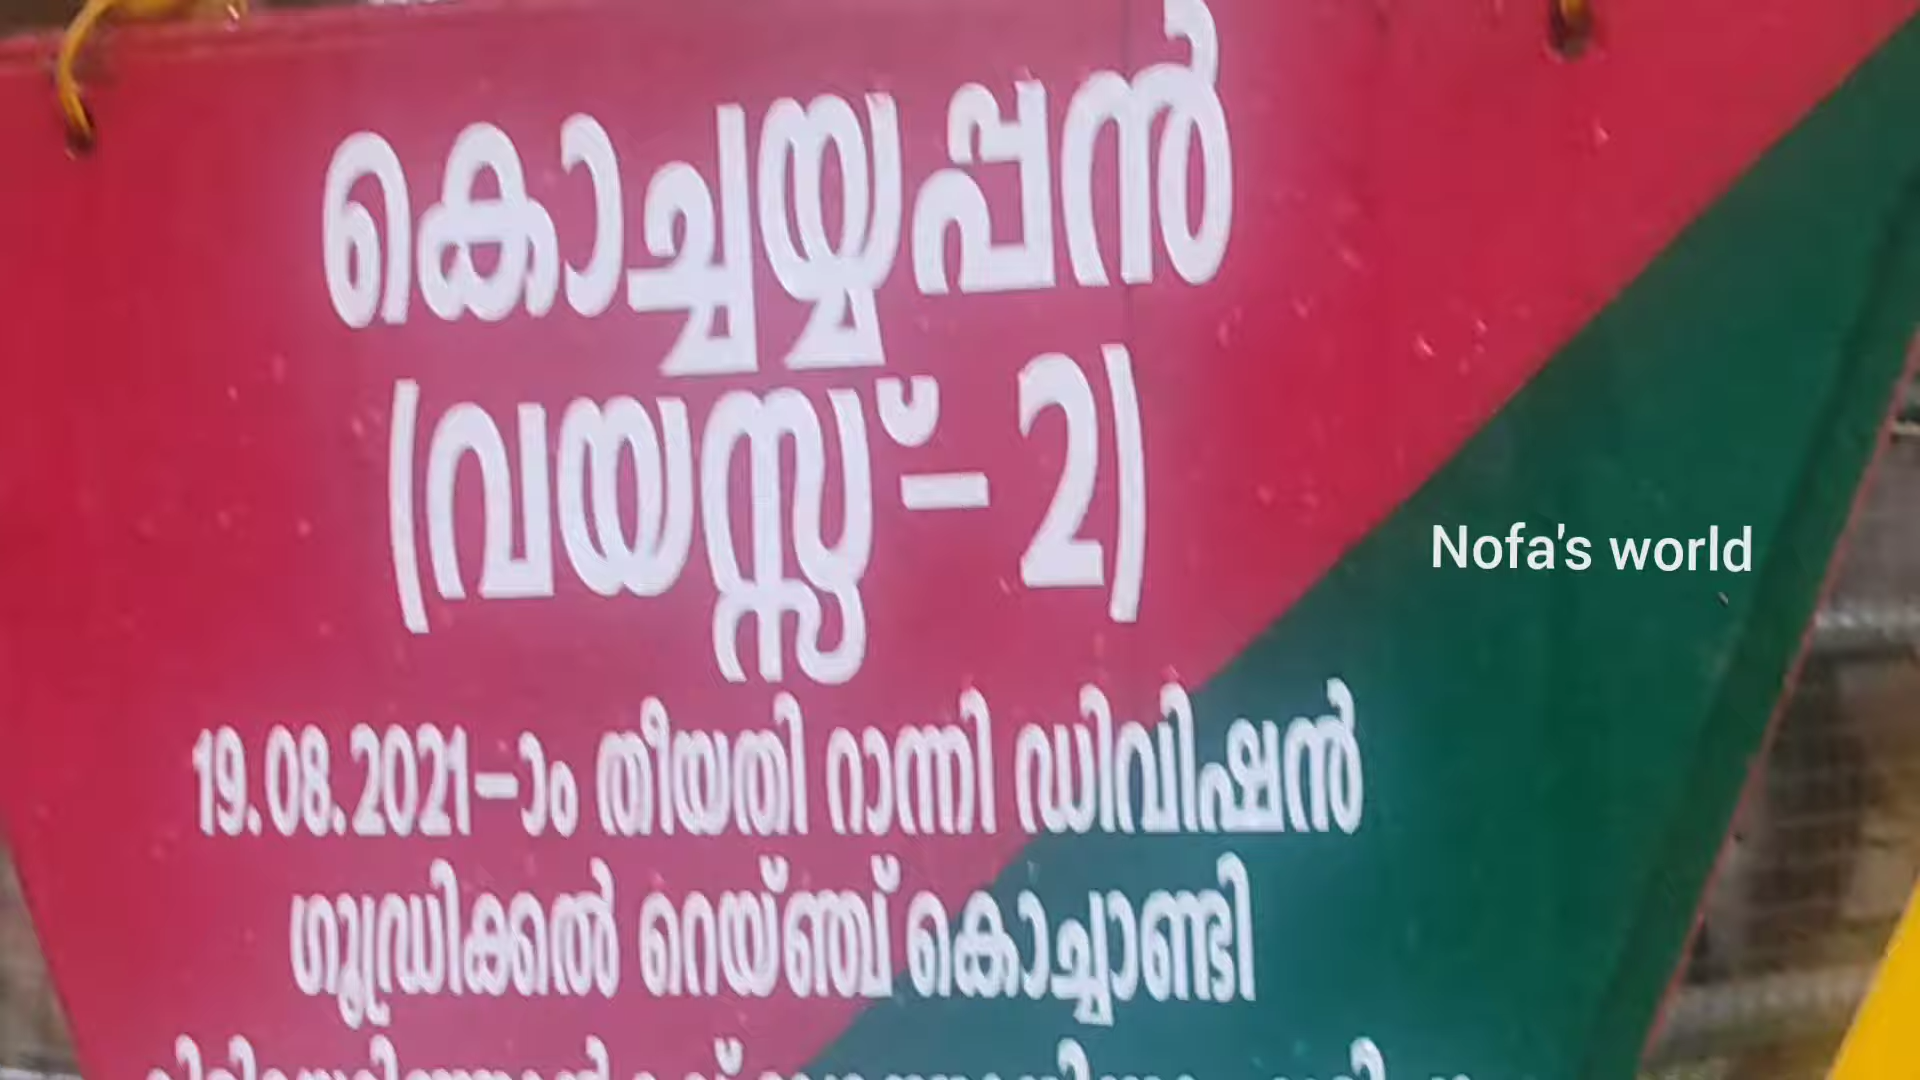 കൊച്ചയ്യപ്പൻ
(വയസ്സ്-2)
Nofa's world
19.08.2021-ാം തീയതി റാന്നി ഡിവിഷൻ
ഗൂഡ്രിക്കൽ റെയ്ഞ്ച് കൊച്ചാണ്ടി